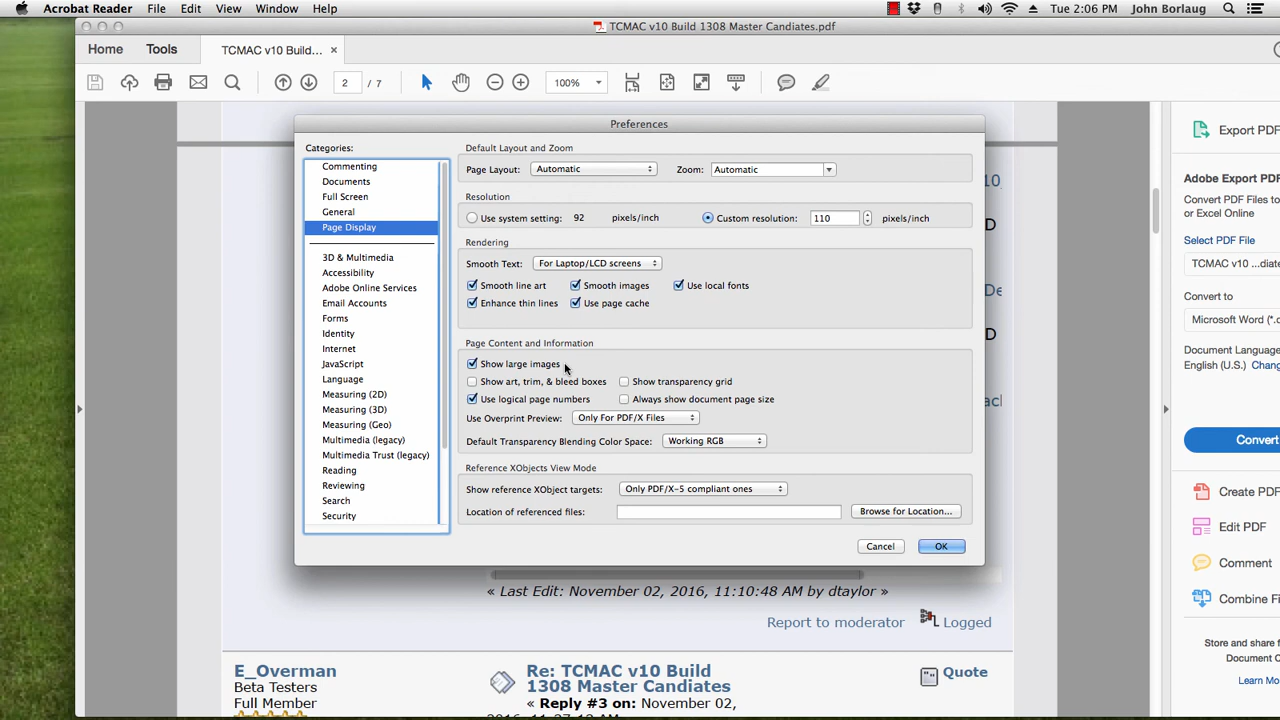 Acrobat Reader File Edit View Window Help Tue 2:06 PM John Borlaug
TCMAC v10 Build 1308 Master Candiates.pdf
Home Tools TCMAC v10 Build... ×
2 / 7 100%
Preferences
Categories:
Commenting
Documents
Full Screen
General
Page Display
3D & Multimedia
Accessibility
Adobe Online Services
Email Accounts
Forms
Identity
Internet
JavaScript
Language
Measuring (2D)
Measuring (3D)
Measuring (Geo)
Multimedia (legacy)
Multimedia Trust (legacy)
Reading
Reviewing
Search
Security
Default Layout and Zoom
Page Layout: Automatic Zoom: Automatic
Resolution
Use system setting: 92 pixels/inch Custom resolution: 110 pixels/inch
Rendering
Smooth Text: For Laptop/LCD screens
Smooth line art Smooth images Use local fonts
Enhance thin lines Use page cache
Page Content and Information
Show large images
Show art, trim, & bleed boxes Show transparency grid
Use logical page numbers Always show document page size
Use Overprint Preview: Only For PDF/X Files
Default Transparency Blending Color Space: Working RGB
Reference XObjects View Mode
Show reference XObject targets: Only PDF/X-5 compliant ones
Location of referenced files: Browse for Location...
Cancel OK
10
D
De
D
ack
« Last Edit: November 02, 2016, 11:10:48 AM by dtaylor »
Report to moderator Logged
E_Overman
Beta Testers
Full Member
Re: TCMAC v10 Build
1308 Master Candiates
« Reply #3 on: November 02,
Quote
Export PDF
Adobe Export PDF
Convert PDF Files to
or Excel Online
Select PDF File
TCMAC v10 ...diate
Convert to
Microsoft Word (*.d
Document Language
English (U.S.) Chang
Convert
Create PDF
Edit PDF
Comment
Combine Fi
Store and share f
Document C
Learn Mo